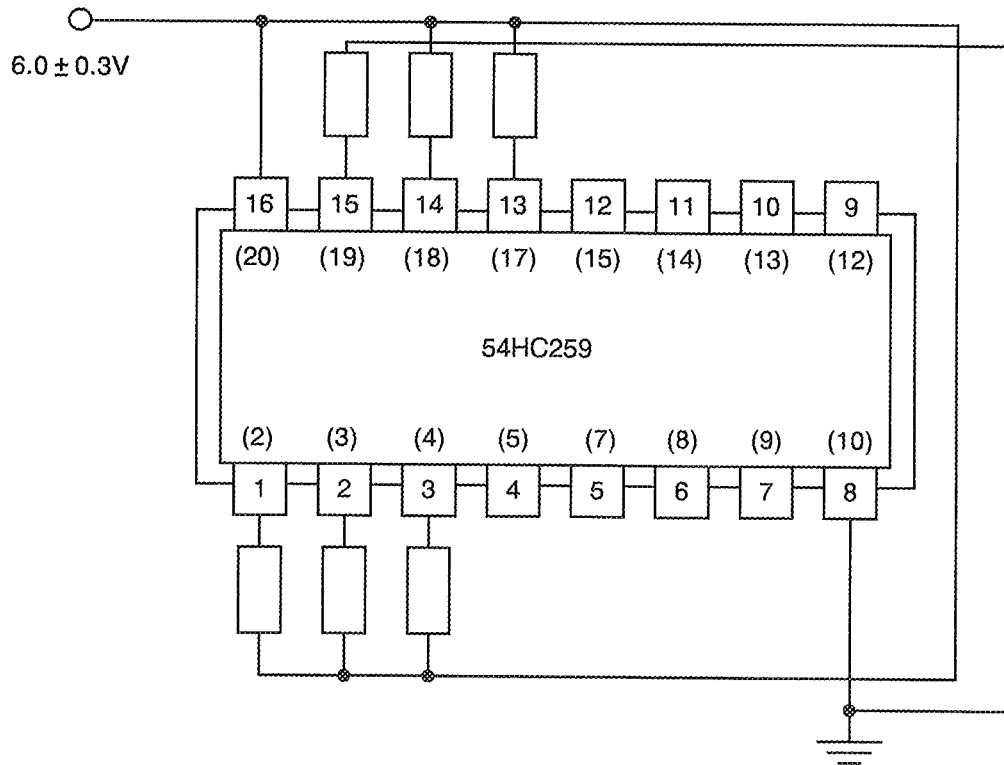 6.0 ± 0.3V
16 15 14 13 12 11 10 9
(20) (19) (18) (17) (15) (14) (13) (12)
54HC259
(2) (3) (4) (5) (7) (8) (9) (10)
1 2 3 4 5 6 7 8